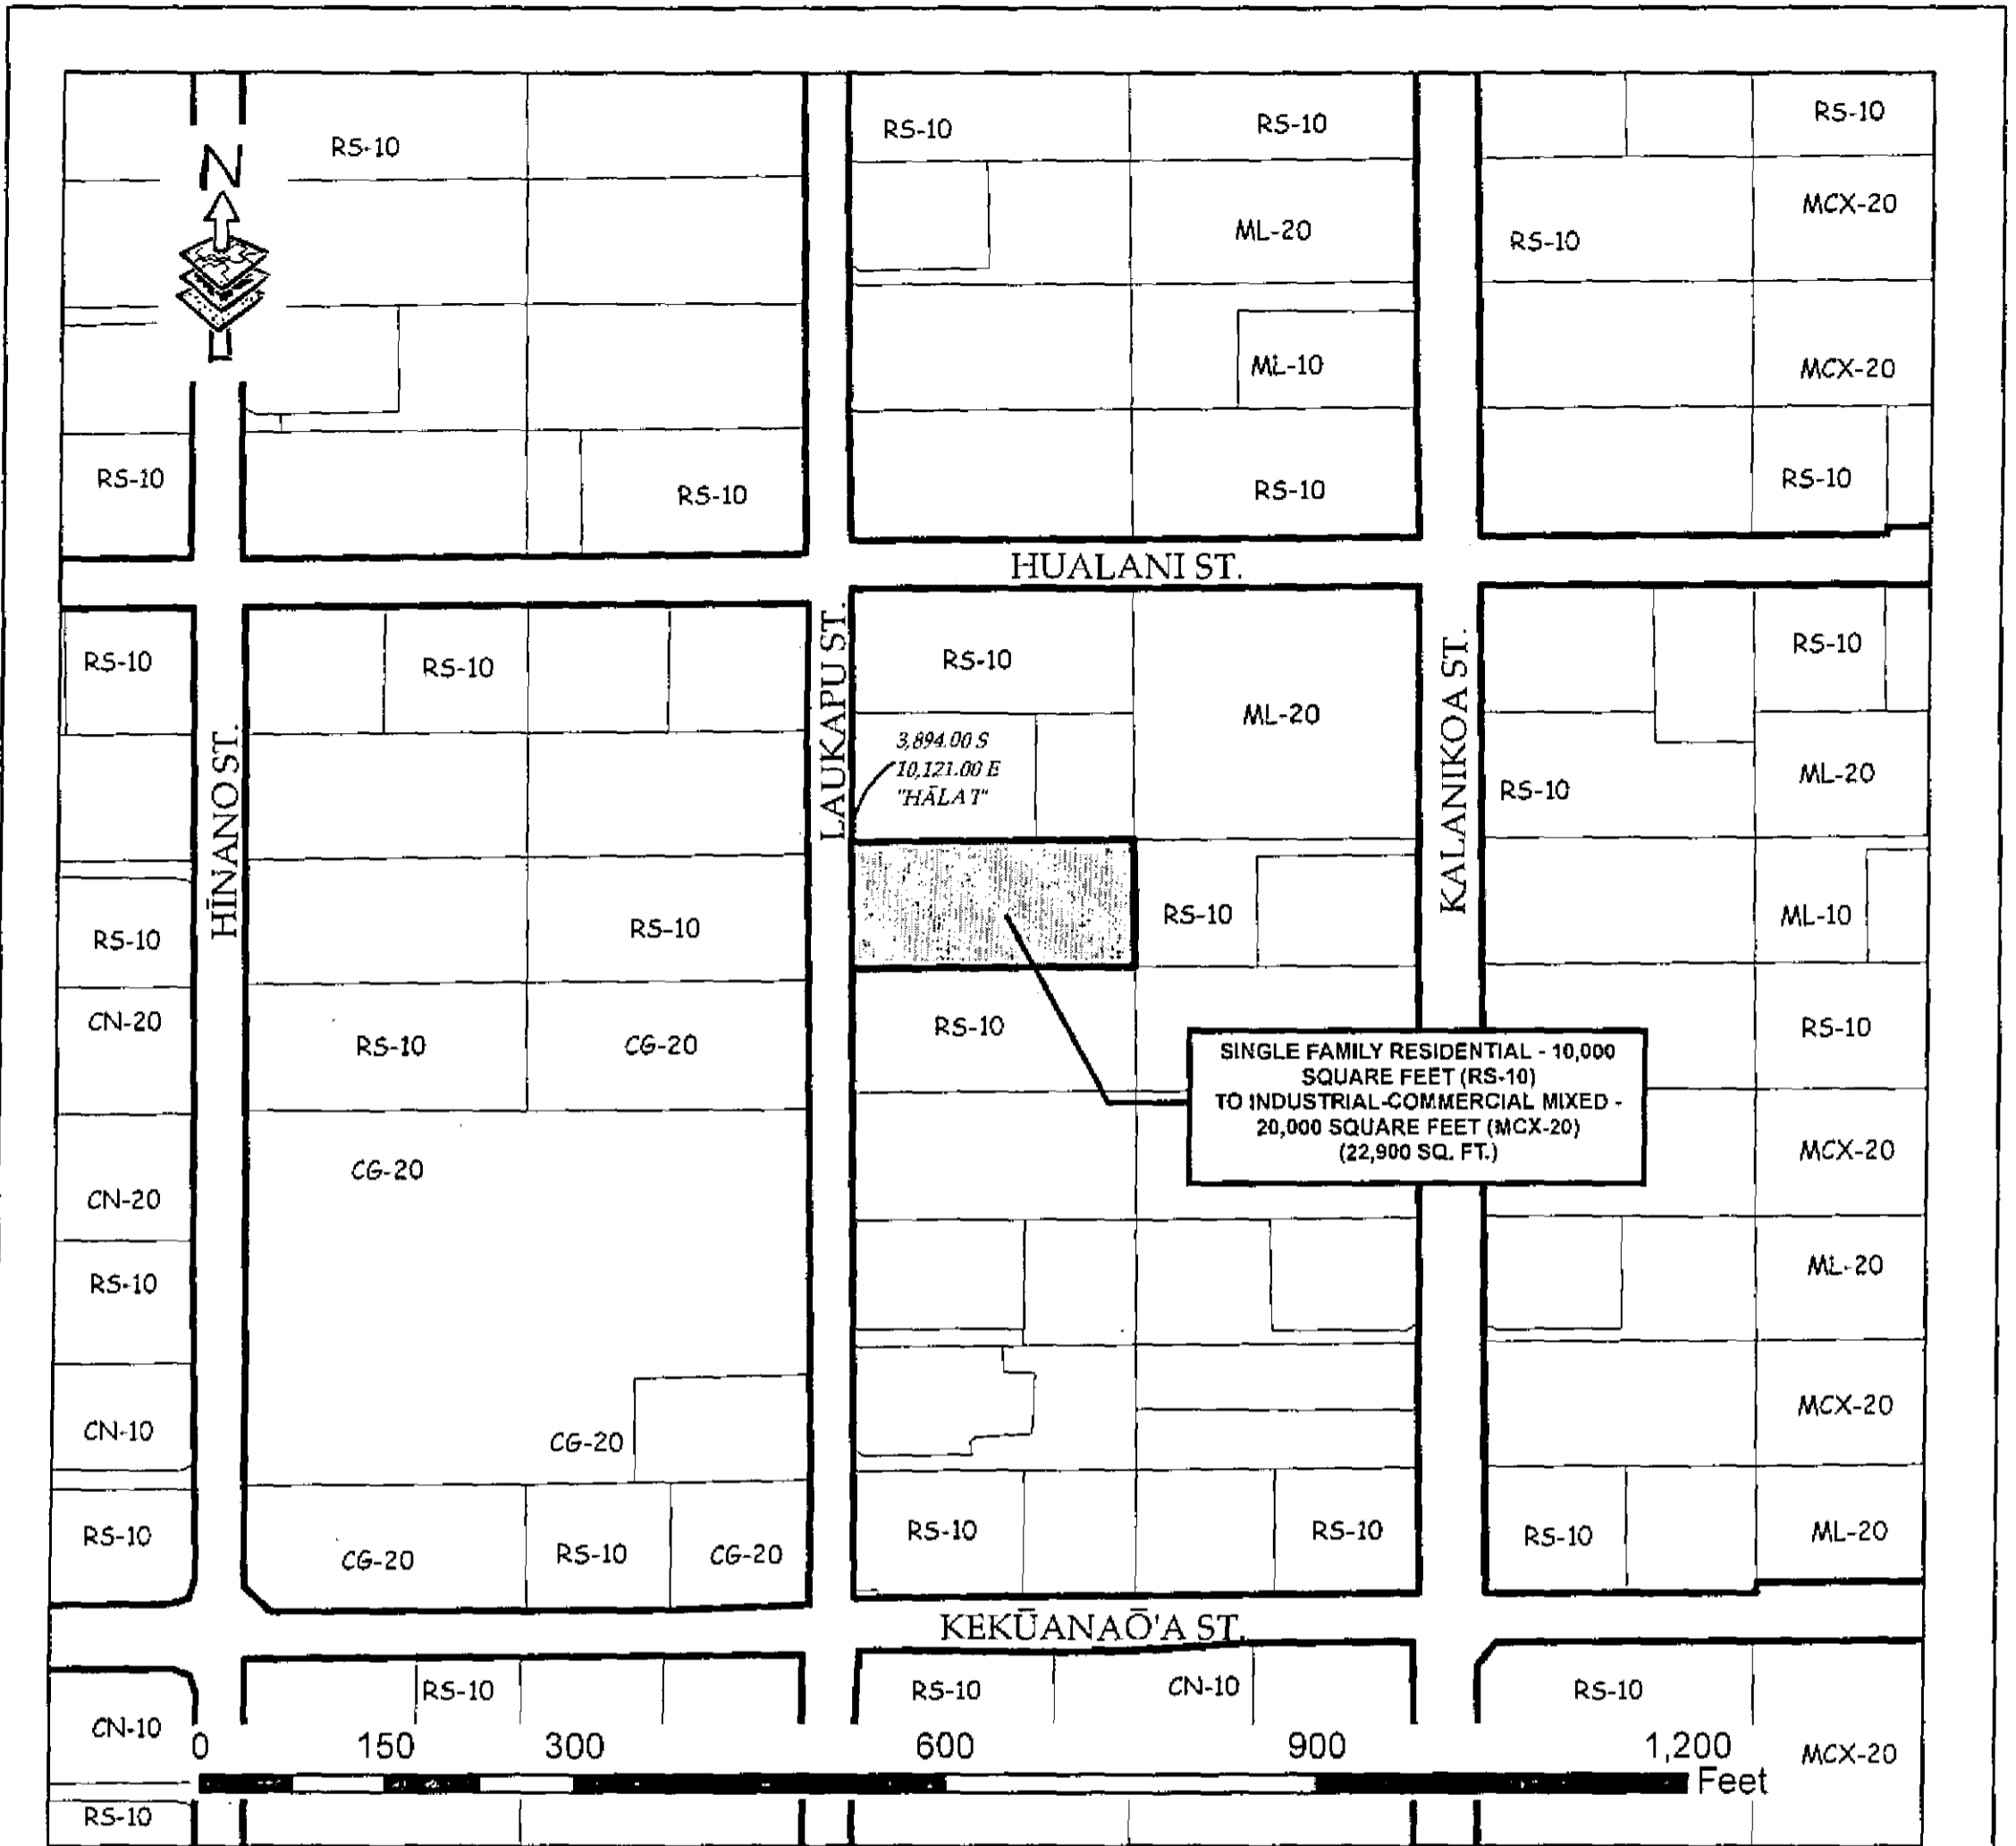 N
RS-10
RS-10
RS-10
RS-10
ML-20
RS-10
MCX-20
ML-10
MCX-20
RS-10
RS-10
RS-10
RS-10
HUALANI ST.
RS-10
RS-10
LAUKAPU ST.
RS-10
ML-20
KALANIKOA ST.
RS-10
3,894.00 S
10,121.00 E
"HĀLAI"
HĪNANO ST.
RS-10
ML-20
RS-10
RS-10
RS-10
ML-10
CN-20
RS-10
CG-20
RS-10
RS-10
SINGLE FAMILY RESIDENTIAL - 10,000
SQUARE FEET (RS-10)
TO INDUSTRIAL-COMMERCIAL MIXED -
20,000 SQUARE FEET (MCX-20)
(22,900 SQ. FT.)
CN-20
CG-20
MCX-20
RS-10
ML-20
CN-10
CG-20
MCX-20
RS-10
CG-20
RS-10
CG-20
RS-10
RS-10
RS-10
ML-20
KEKŪANAŌ'A ST.
CN-10
RS-10
RS-10
CN-10
RS-10
MCX-20
0 150 300 600 900 1,200
Feet
RS-10